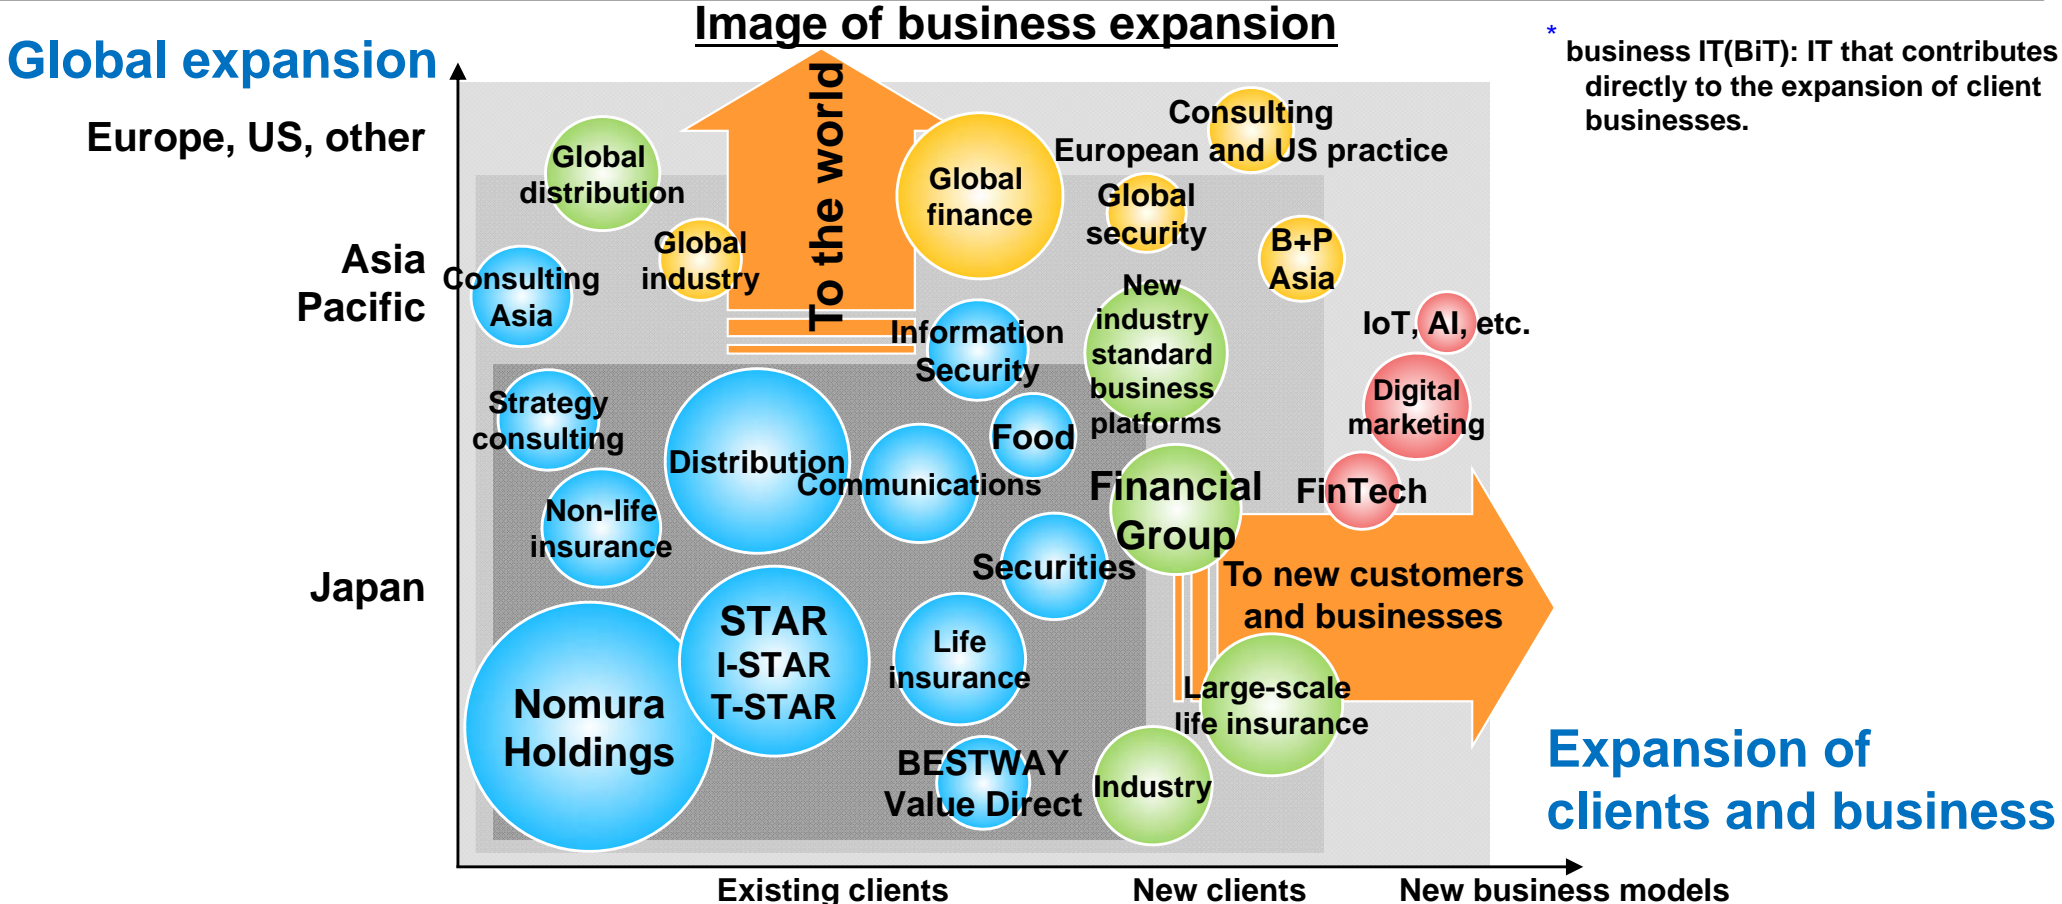 Image of business expansion
* business IT(BiT): IT that contributes
directly to the expansion of client
businesses.
Global expansion
Europe, US, other
Asia
Pacific
Japan
To the world
Global
distribution
Global
industry
Consulting
Asia
Global
finance
Consulting
European and US practice
Global
security
B+P
Asia
Information
Security
New
industry
standard
business
platforms
IoT, AI, etc.
Digital
marketing
FinTech
Strategy
consulting
Distribution
Communications
Food
Financial
Group
Non-life
insurance
Securities
To new customers
and businesses
STAR
I-STAR
T-STAR
Life
insurance
Nomura
Holdings
Large-scale
life insurance
BESTWAY
Value Direct
Industry
Expansion of
clients and business
Existing clients
New clients
New business models